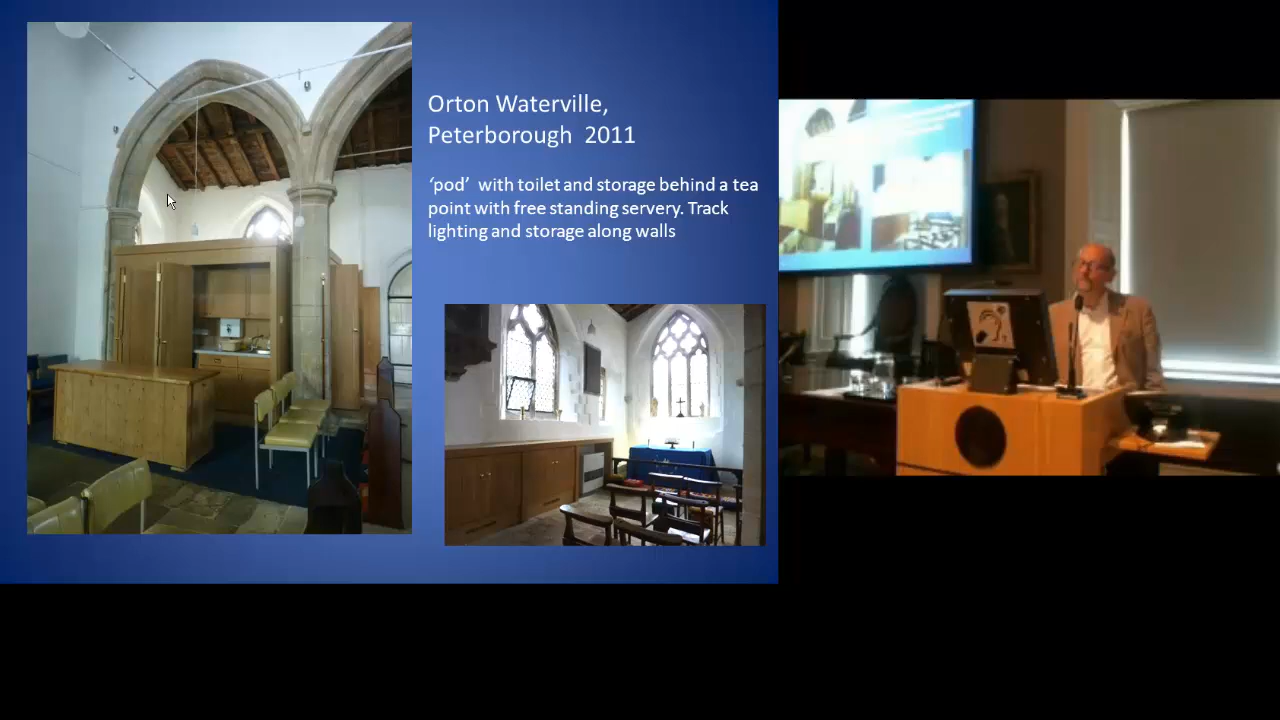 Orton Waterville,
Peterborough  2011
‘pod’  with toilet and storage behind a tea
point with free standing servery. Track
lighting and storage along walls